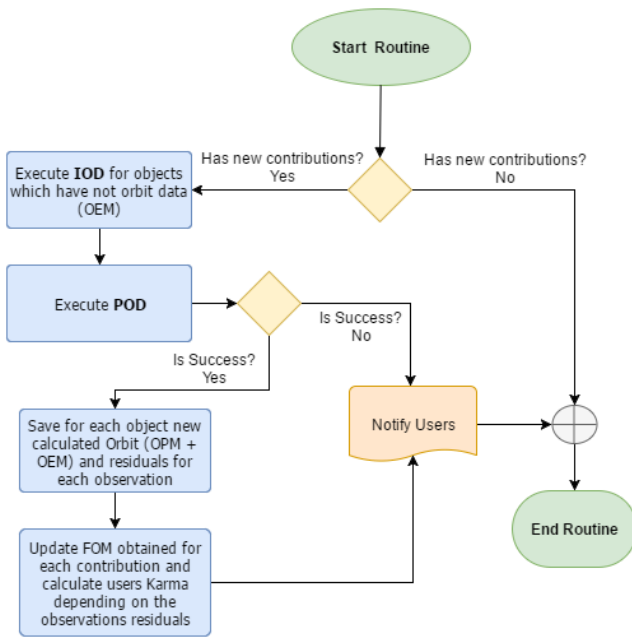 Start Routine
Has new contributions?
Yes
Has new contributions?
No
Execute IOD for objects
which have not orbit data
(OEM)
Execute POD
Is Success?
No
Is Success?
Yes
Save for each object new
calculated Orbit (OPM +
OEM) and residuals for
each observation
Notify Users
Update FOM obtained for
each contribution and
calculate users Karma
depending on the
observations residuals
End Routine